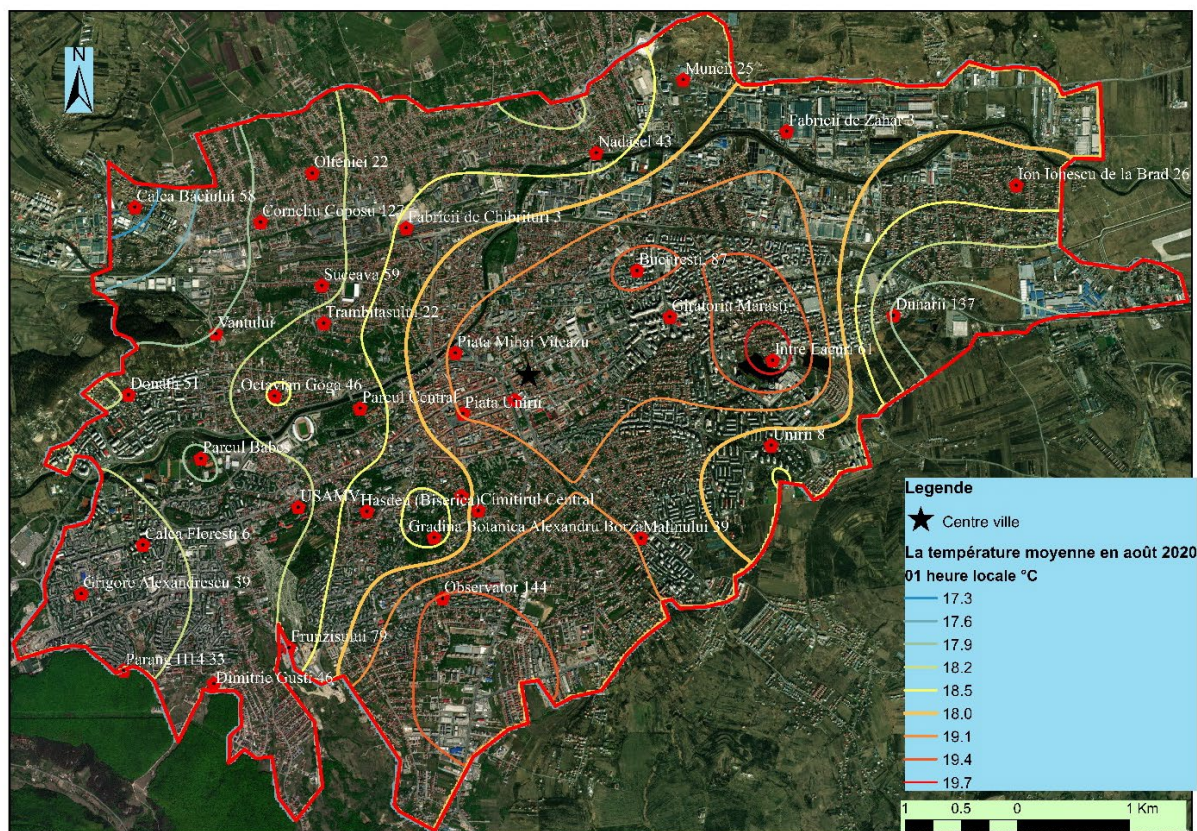 N
Muncii 25
Fabricii de Zahar 3
Nadasel 43
Olteniei 22
Ion Ionescu de la Brad 26
Calea Baciului 58
Corneliu Coposu 127
Fabricii de Chibrituri 3
Bucuresti, 87
Suceava 59
Giratoriu Marasti
Dunarii 137
Trambitasului 22
Vantului
Piata Mihai Viteazu
Intre Lacuri 61
Donath 51
Octavian Goga 46
Parcul Central
Piata Unirii
Unirii 8
Parcul Babes
USAMV
Hasdeu (Biserica)
Cimitirul Central
Gradina Botanica Alexandru Borza
Malinului 39
Calea Floresti 6
Grigore Alexandrescu 39
Observator 144
Frunzisului 79
Parang H14 33
Dimitrie Gusti 46
Legende
Centre ville
La température moyenne en août 2020
01 heure locale °C
17.3
17.6
17.9
18.2
18.5
18.0
19.1
19.4
19.7
1 0.5 0 1 Km